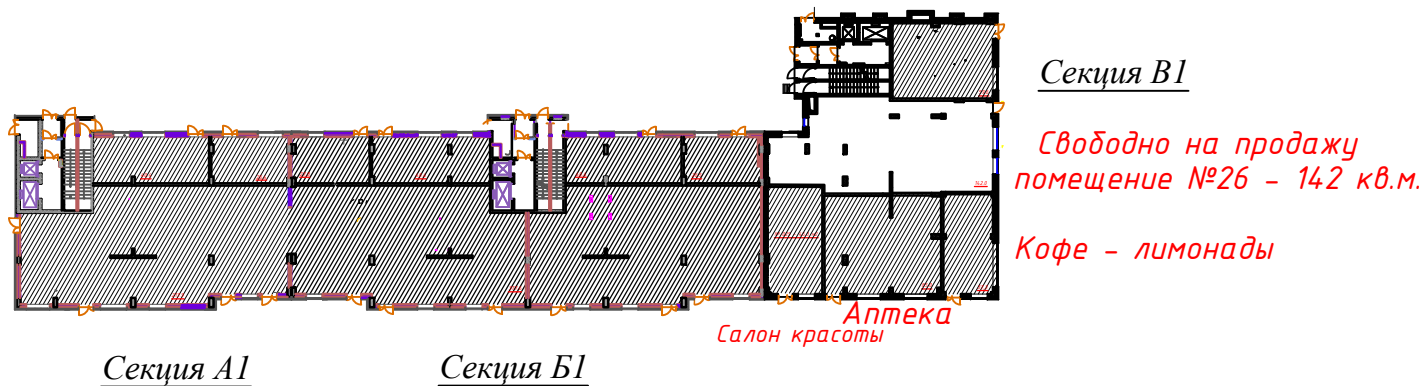 Секция В1
Свободно на продажу
помещение №26 - 142 кв.м.
Кофе - лимонады
Аптека
Салон красоты
Секция А1
Секция Б1